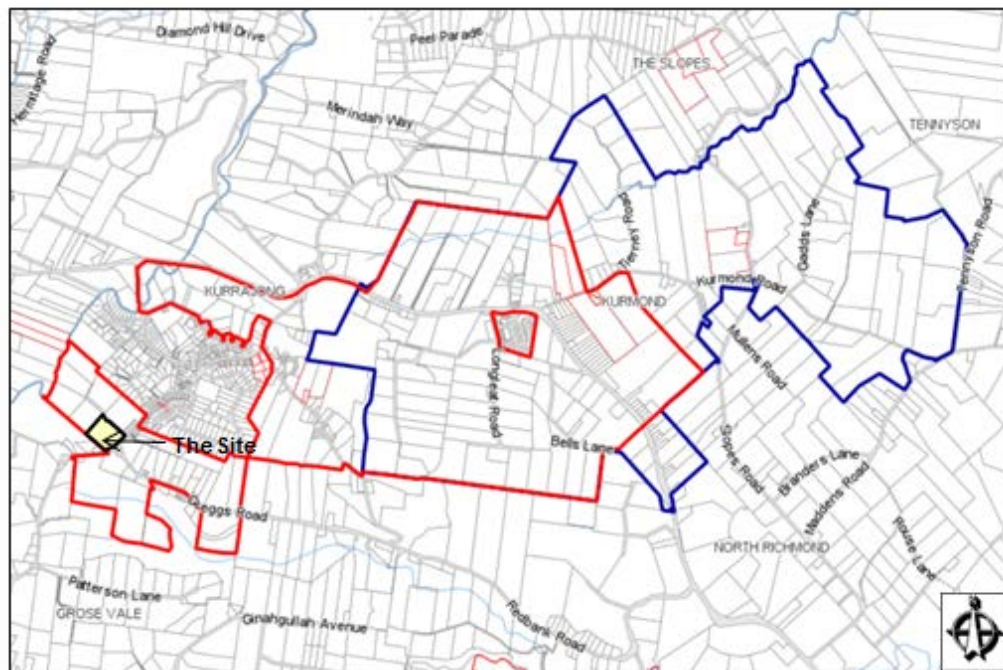 Diamond Hill Drive
Peel Parade
Hermitage Road
THE SLOPES
Merindah Way
TENNYSON
Tierney Road
Gadds Lane
Tennyson Road
KURRAJONG
KURMOND
Kurmond Road
Mullens Road
Longleat Road
The Site
Bells Lane
Slopes Road
Branders Lane
Maddens Road
Greggs Road
Rouse Lane
NORTH RICHMOND
Patterson Lane
GROSE VALE
Ginahgullah Avenue
Redbank Road